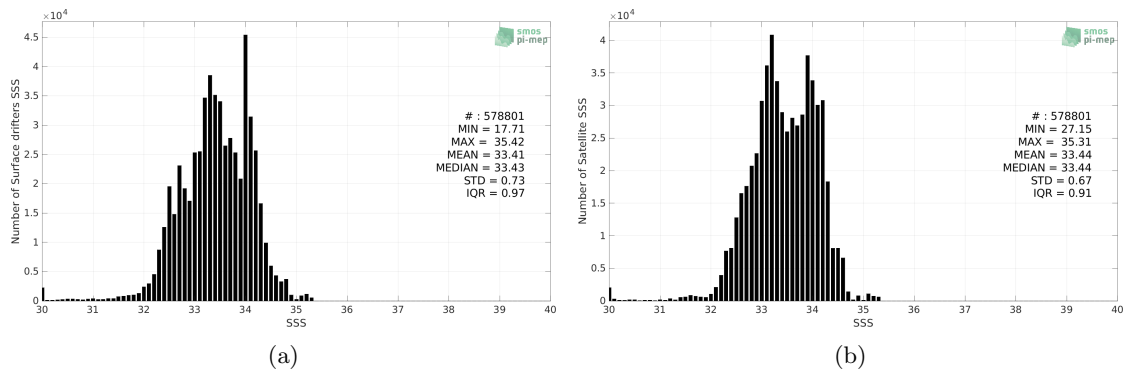 ×10⁴
smos
pi-mep
Number of Surface drifters SSS
4.5
4
3.5
3
2.5
2
1.5
1
0.5
0
# : 578801
MIN = 17.71
MAX = 35.42
MEAN = 33.41
MEDIAN = 33.43
STD = 0.73
IQR = 0.97
30 31 32 33 34 35 36 37 38 39 40
SSS
(a)
×10⁴
smos
pi-mep
Number of Satellite SSS
4
3.5
3
2.5
2
1.5
1
0.5
0
# : 578801
MIN = 27.15
MAX = 35.31
MEAN = 33.44
MEDIAN = 33.44
STD = 0.67
IQR = 0.91
30 31 32 33 34 35 36 37 38 39 40
SSS
(b)